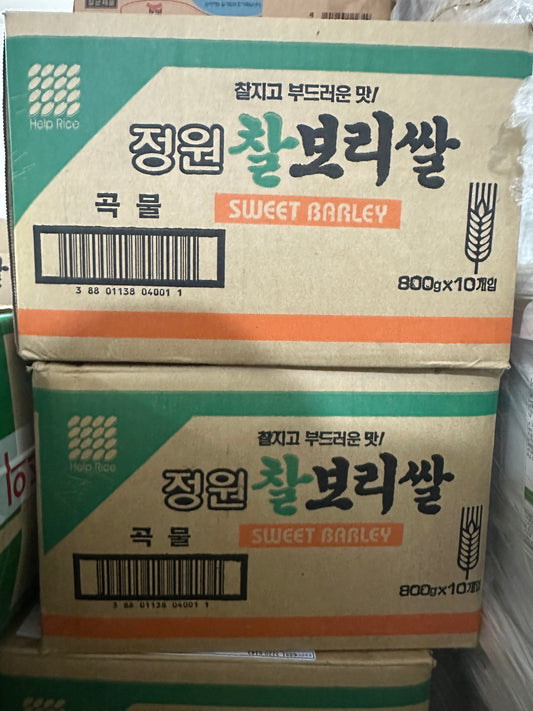 Help Rice
찰지고 부드러운 맛!
정원 찰보리쌀
곡물
SWEET BARLEY
3 88 01138 04001 1
800g×10개입
Help Rice
찰지고 부드러운 맛!
정원 찰보리쌀
곡물
SWEET BARLEY
3 88 01138 04001 1
800g×10개입